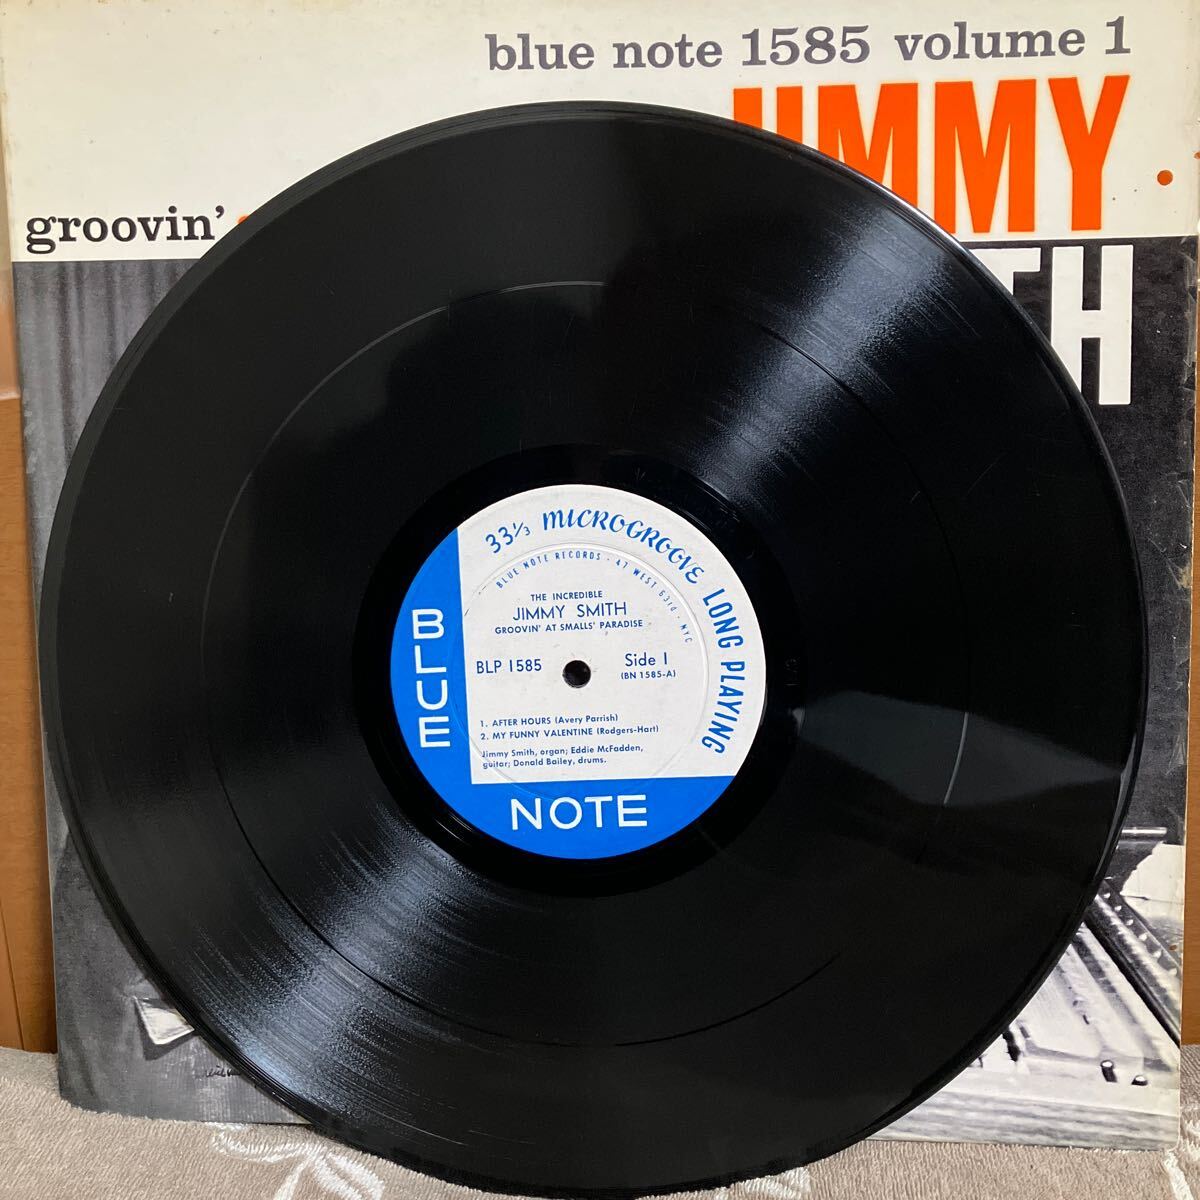 blue note 1585 volume 1
JIMMY
groovin'
TH
33⅓ MICROGROOVE LONG PLAYING
BLUE NOTE RECORDS · 47 WEST 63rd · NYC
THE INCREDIBLE
JIMMY SMITH
GROOVIN' AT SMALLS' PARADISE
BLP 1585
Side 1
(BN 1585-A)
1. AFTER HOURS (Avery Parrish)
2. MY FUNNY VALENTINE (Rodgers-Hart)
Jimmy Smith, organ; Eddie McFadden,
guitar; Donald Bailey, drums.
BLUE
NOTE